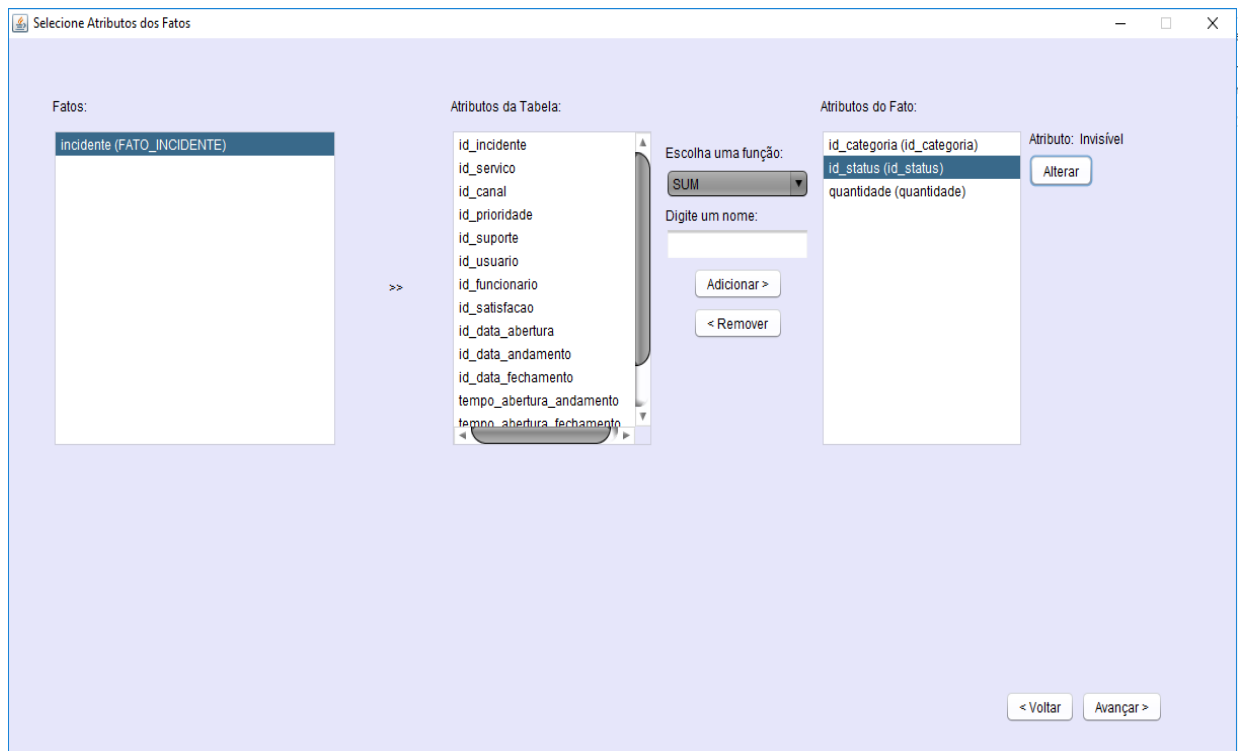 Selecione Atributos dos Fatos
Fatos:
incidente (FATO_INCIDENTE)
>>
Atributos da Tabela:
id_incidente
id_servico
id_canal
id_prioridade
id_suporte
id_usuario
id_funcionario
id_satisfacao
id_data_abertura
id_data_andamento
id_data_fechamento
tempo_abertura_andamento
tempo_abertura_fechamento
Escolha uma função:
SUM
Digite um nome:
Adicionar >
< Remover
Atributos do Fato:
id_categoria (id_categoria)
id_status (id_status)
quantidade (quantidade)
Atributo: Invisível
Alterar
< Voltar
Avançar >